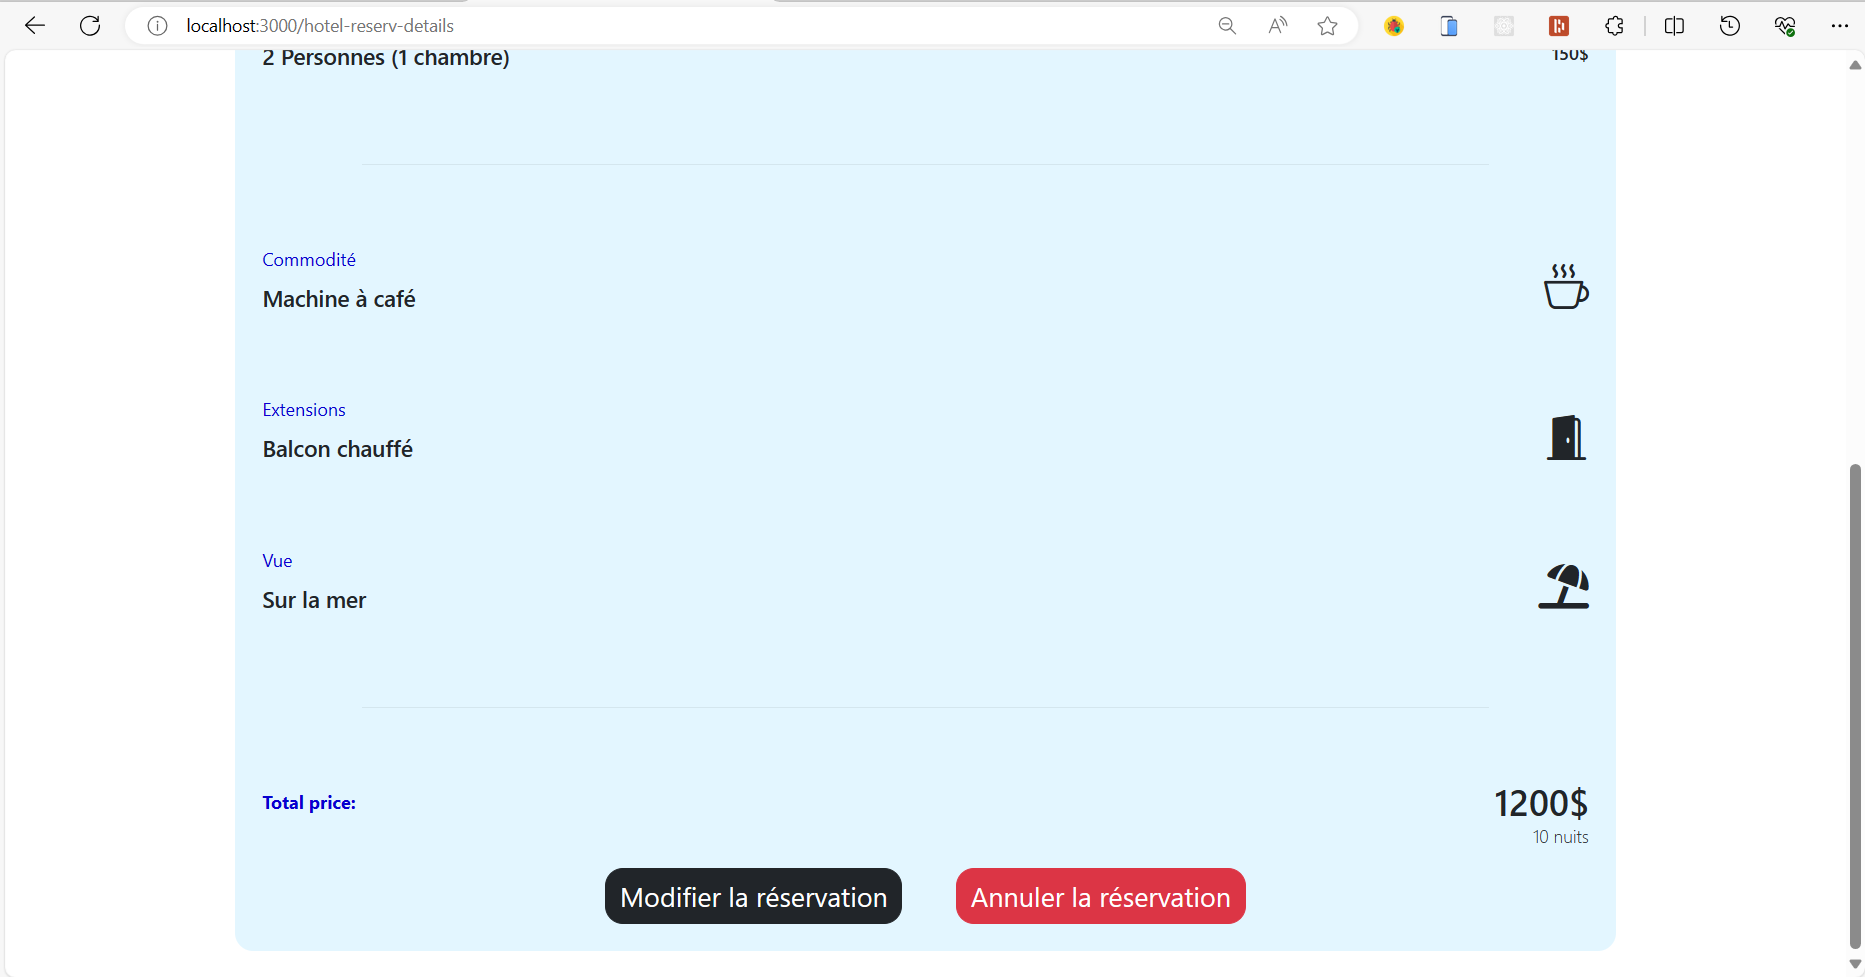 localhost:3000/hotel-reserv-details
2 Personnes (1 chambre)
150$
Commodité
Machine à café
Extensions
Balcon chauffé
Vue
Sur la mer
Total price:
1200$
10 nuits
Modifier la réservation
Annuler la réservation